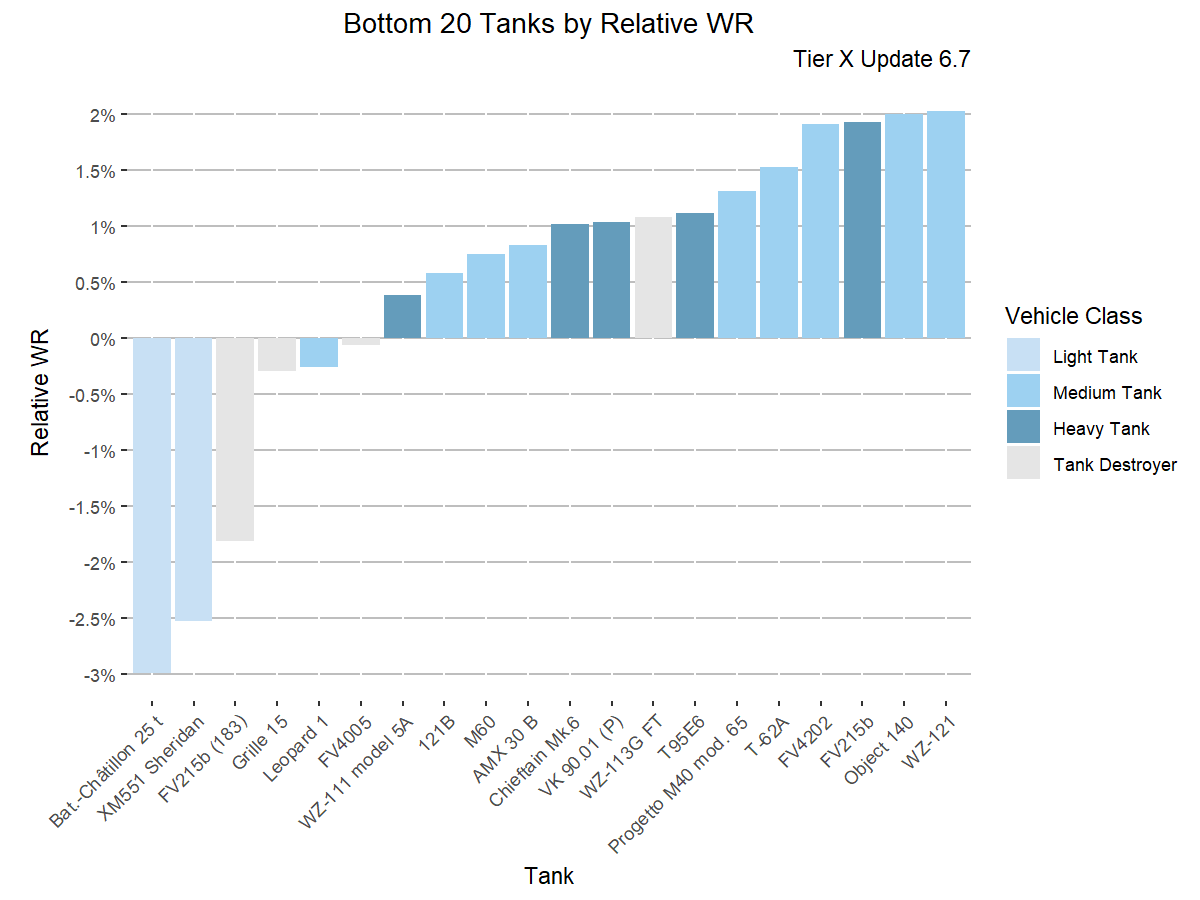 Bottom 20 Tanks by Relative WR
Tier X Update 6.7
2%
1.5%
1%
0.5%
0%
-0.5%
-1%
-1.5%
-2%
-2.5%
-3%
Relative WR
Bat.-Châtillon 25 t
XM551 Sheridan
FV215b (183)
Grille 15
Leopard 1
FV4005
WZ-111 model 5A
121B
M60
AMX 30 B
Chieftain Mk.6
VK 90.01 (P)
WZ-113G FT
T95E6
Progetto M40 mod. 65
T-62A
FV4202
FV215b
Object 140
WZ-121
Tank
Vehicle Class
Light Tank
Medium Tank
Heavy Tank
Tank Destroyer